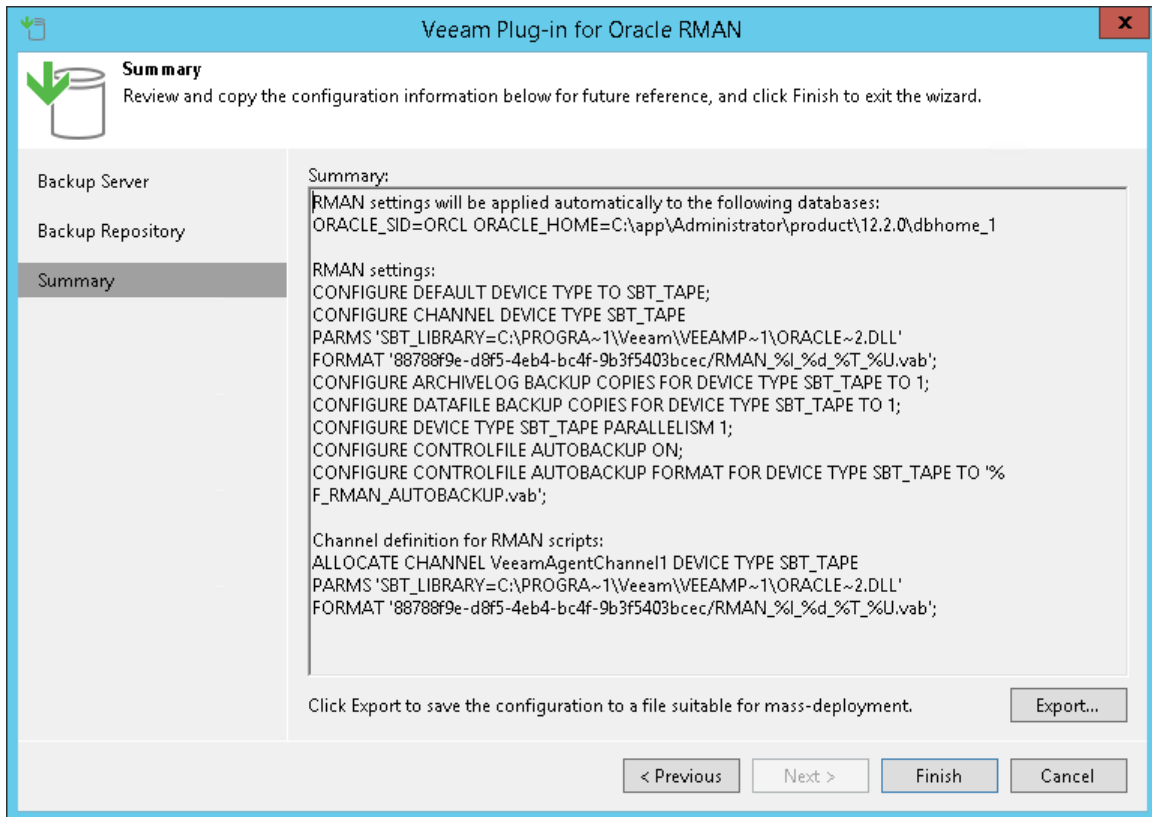 Veeam Plug-in for Oracle RMAN
x
Summary
Review and copy the configuration information below for future reference, and click Finish to exit the wizard.
Backup Server
Backup Repository
Summary
Summary:
RMAN settings will be applied automatically to the following databases:
ORACLE_SID=ORCL ORACLE_HOME=C:\app\Administrator\product\12.2.0\dbhome_1
RMAN settings:
CONFIGURE DEFAULT DEVICE TYPE TO SBT_TAPE;
CONFIGURE CHANNEL DEVICE TYPE SBT_TAPE
PARMS 'SBT_LIBRARY=C:\PROGRA~1\Veeam\VEEAMP~1\ORACLE~2.DLL'
FORMAT '88788f9e-d8f5-4eb4-bc4f-9b3f5403bcec/RMAN_%I_%d_%T_%U.vab';
CONFIGURE ARCHIVELOG BACKUP COPIES FOR DEVICE TYPE SBT_TAPE TO 1;
CONFIGURE DATAFILE BACKUP COPIES FOR DEVICE TYPE SBT_TAPE TO 1;
CONFIGURE DEVICE TYPE SBT_TAPE PARALLELISM 1;
CONFIGURE CONTROLFILE AUTOBACKUP ON;
CONFIGURE CONTROLFILE AUTOBACKUP FORMAT FOR DEVICE TYPE SBT_TAPE TO '%
F_RMAN_AUTOBACKUP.vab';
Channel definition for RMAN scripts:
ALLOCATE CHANNEL VeeamAgentChannel1 DEVICE TYPE SBT_TAPE
PARMS 'SBT_LIBRARY=C:\PROGRA~1\Veeam\VEEAMP~1\ORACLE~2.DLL'
FORMAT '88788f9e-d8f5-4eb4-bc4f-9b3f5403bcec/RMAN_%I_%d_%T_%U.vab';
Click Export to save the configuration to a file suitable for mass-deployment.
Export...
< Previous
Next >
Finish
Cancel